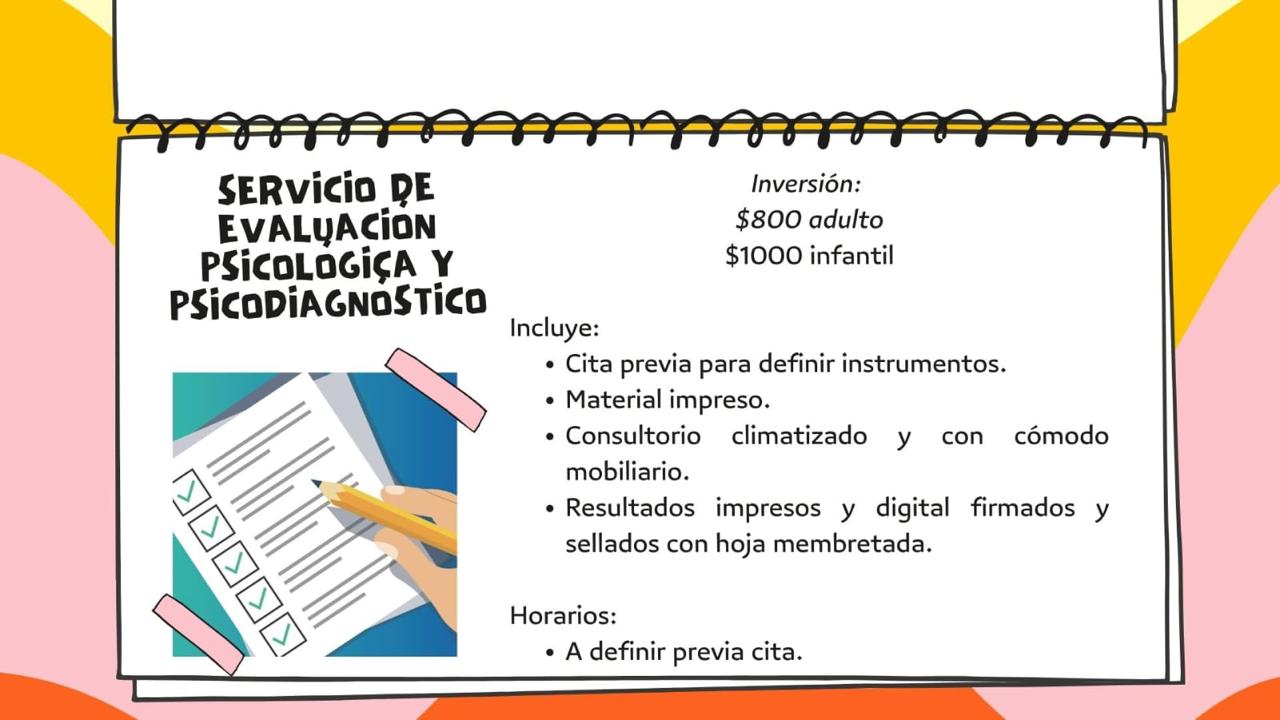 SERViCiO DE
EVALUACiON
PSiCOLOGiCA Y
PSiCODiAGNOSTiCO
Inversión:
$800 adulto
$1000 infantil
Incluye:
• Cita previa para definir instrumentos.
• Material impreso.
• Consultorio climatizado y con cómodo
mobiliario.
• Resultados impresos y digital firmados y
sellados con hoja membretada.
Horarios:
• A definir previa cita.